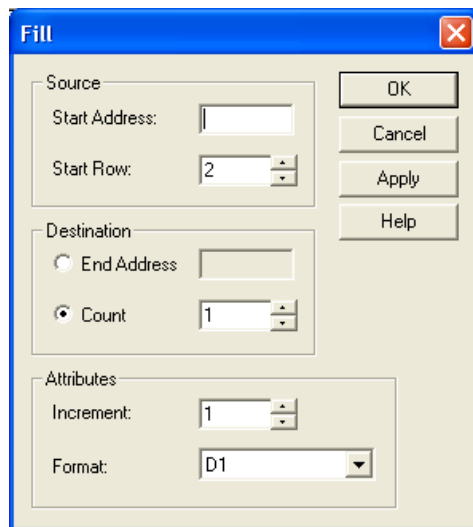 Fill
Source
Start Address:
Start Row: 2
OK
Cancel
Apply
Help
Destination
End Address
Count 1
Attributes
Increment: 1
Format: D1